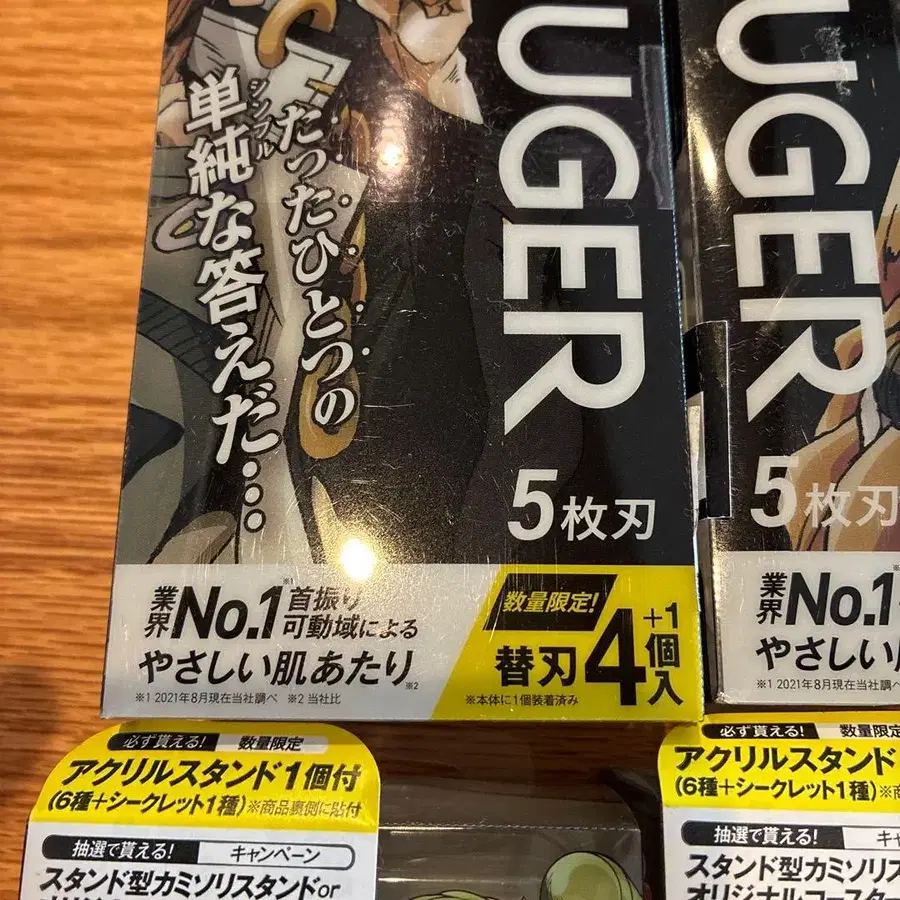 たったひとつの
単純な答えだ…
シンプル
UGER
5枚刃
業界No.1※1首振り
可動域による
やさしい肌あたり※2
※1 2021年8月現在当社調べ ※2 当社比
数量限定!
替刃4+1個入
※本体に1個装着済み
UGER
5枚刃
業界No.1
やさしい
※1 2021年8月現在当社調べ
必ず貰える! 数量限定
アクリルスタンド1個付
(6種+シークレット1種)※商品裏側に貼付
抽選で貰える! キャンペーン
スタンド型カミソリスタンドor
必ず貰える! 数量限定
アクリルスタンド
(6種+シークレット1種)
抽選で貰える! キャ
スタンド型カミソリス
オリジナルコースター